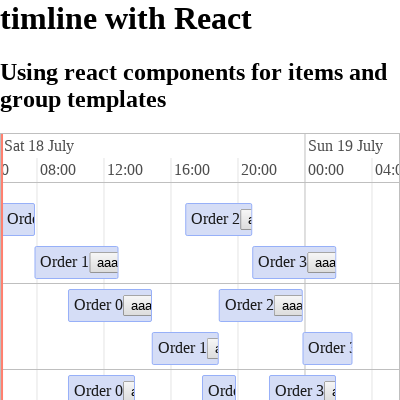 timline with React
Using react components for items and
group templates
Sat 18 July Sun 19 July
0 08:00 12:00 16:00 20:00 00:00 04:0
Orde Order 2 a
Order 1 aaa Order 3 aaa
Order 0 aaa Order 2 aaa
Order 1 a Order 3
Order 0 a Orde Order 3 a